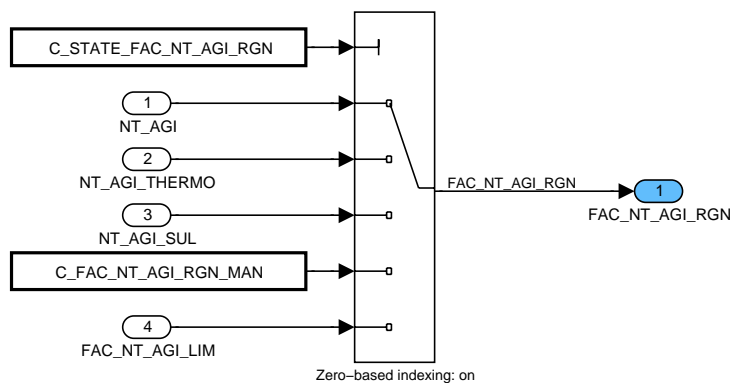 C_STATE_FAC_NT_AGI_RGN
1
NT_AGI
2
NT_AGI_THERMO
3
NT_AGI_SUL
C_FAC_NT_AGI_RGN_MAN
4
FAC_NT_AGI_LIM
FAC_NT_AGI_RGN
1
FAC_NT_AGI_RGN
Zero−based indexing: on